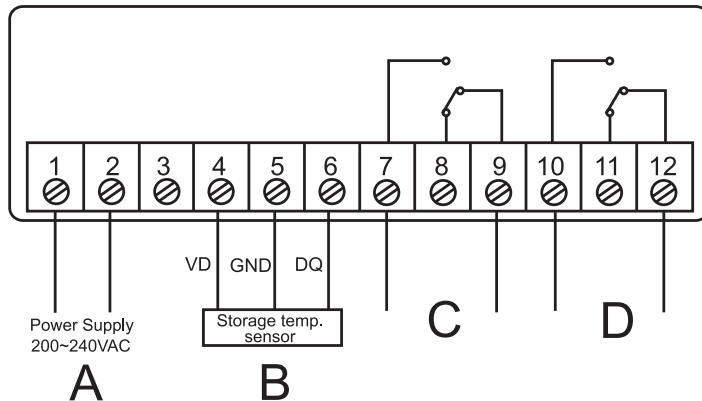 1 2 3 4 5 6 7 8 9 10 11 12
VD GND DQ
Power Supply
200~240VAC
Storage temp.
sensor
A B C D